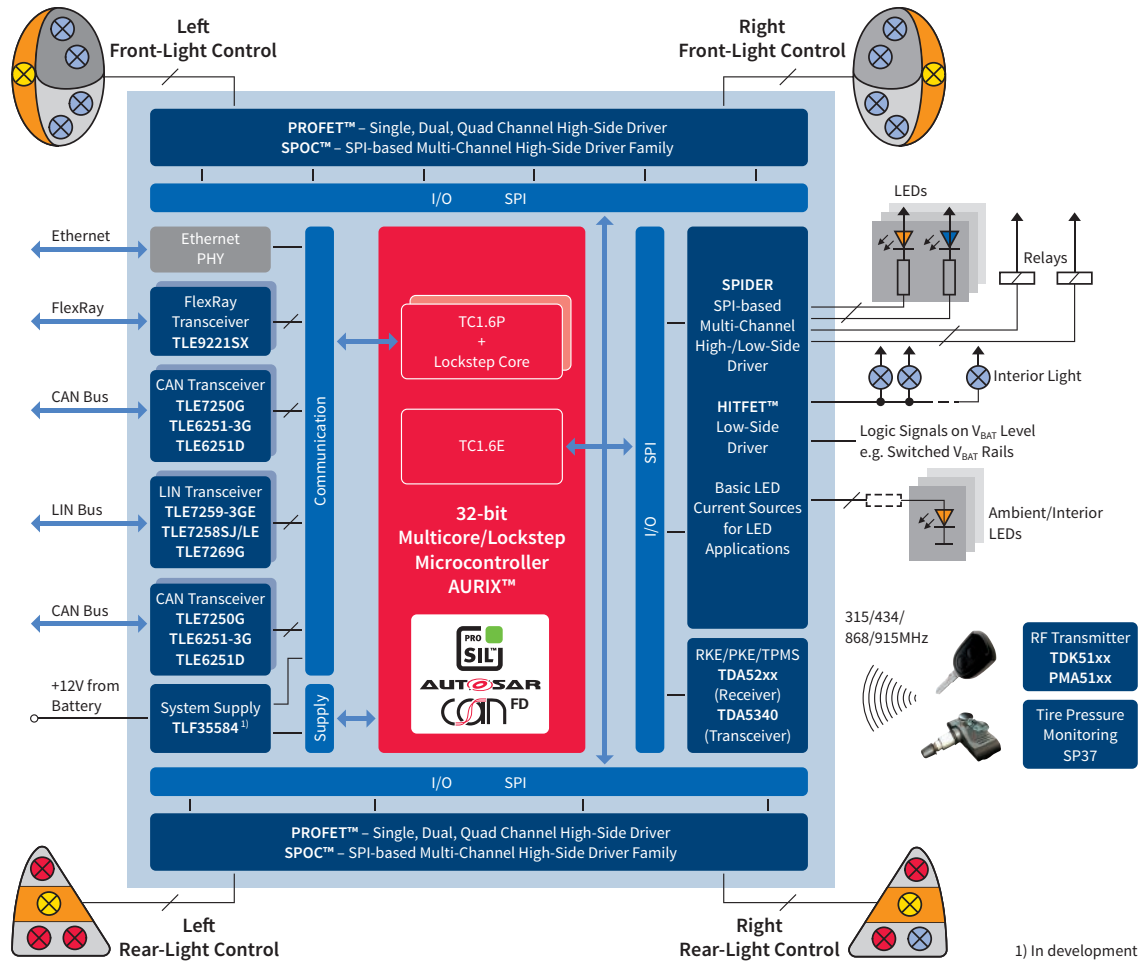 Left
Front-Light Control
Right
Front-Light Control
PROFET™ – Single, Dual, Quad Channel High-Side Driver
SPOC™ – SPI-based Multi-Channel High-Side Driver Family
I/O SPI
Ethernet
Ethernet
PHY
FlexRay
FlexRay
Transceiver
TLE9221SX
CAN Bus
CAN Transceiver
TLE7250G
TLE6251-3G
TLE6251D
LIN Bus
LIN Transceiver
TLE7259-3GE
TLE7258SJ/LE
TLE7269G
CAN Bus
CAN Transceiver
TLE7250G
TLE6251-3G
TLE6251D
+12V from
Battery
System Supply
TLF35584 1)
Communication
Supply
TC1.6P
+
Lockstep Core
TC1.6E
32-bit
Multicore/Lockstep
Microcontroller
AURIX™
PRO
SIL™
AUTOSAR
CAN FD
I/O SPI
SPIDER
SPI-based
Multi-Channel
High-/Low-Side
Driver
HITFET™
Low-Side
Driver
Basic LED
Current Sources
for LED
Applications
RKE/PKE/TPMS
TDA52xx
(Receiver)
TDA5340
(Transceiver)
LEDs
Relays
Interior Light
Logic Signals on VBAT Level
e.g. Switched VBAT Rails
Ambient/Interior
LEDs
315/434/
868/915MHz
RF Transmitter
TDK51xx
PMA51xx
Tire Pressure
Monitoring
SP37
I/O SPI
PROFET™ – Single, Dual, Quad Channel High-Side Driver
SPOC™ – SPI-based Multi-Channel High-Side Driver Family
Left
Rear-Light Control
Right
Rear-Light Control
1) In development